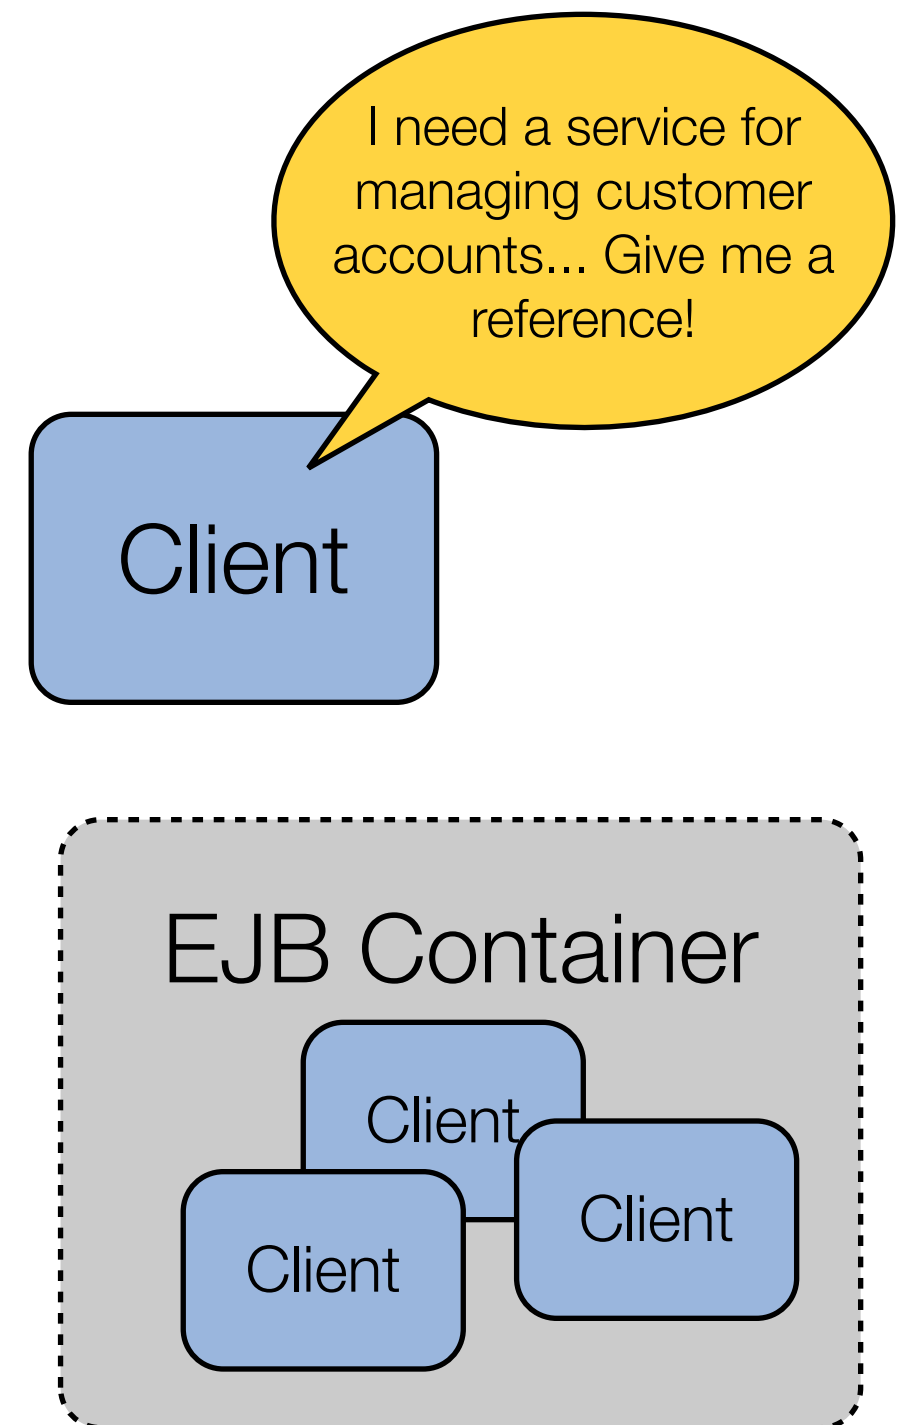 I need a service for
managing customer
accounts... Give me a
reference!
Client
EJB Container
Client
Client
Client